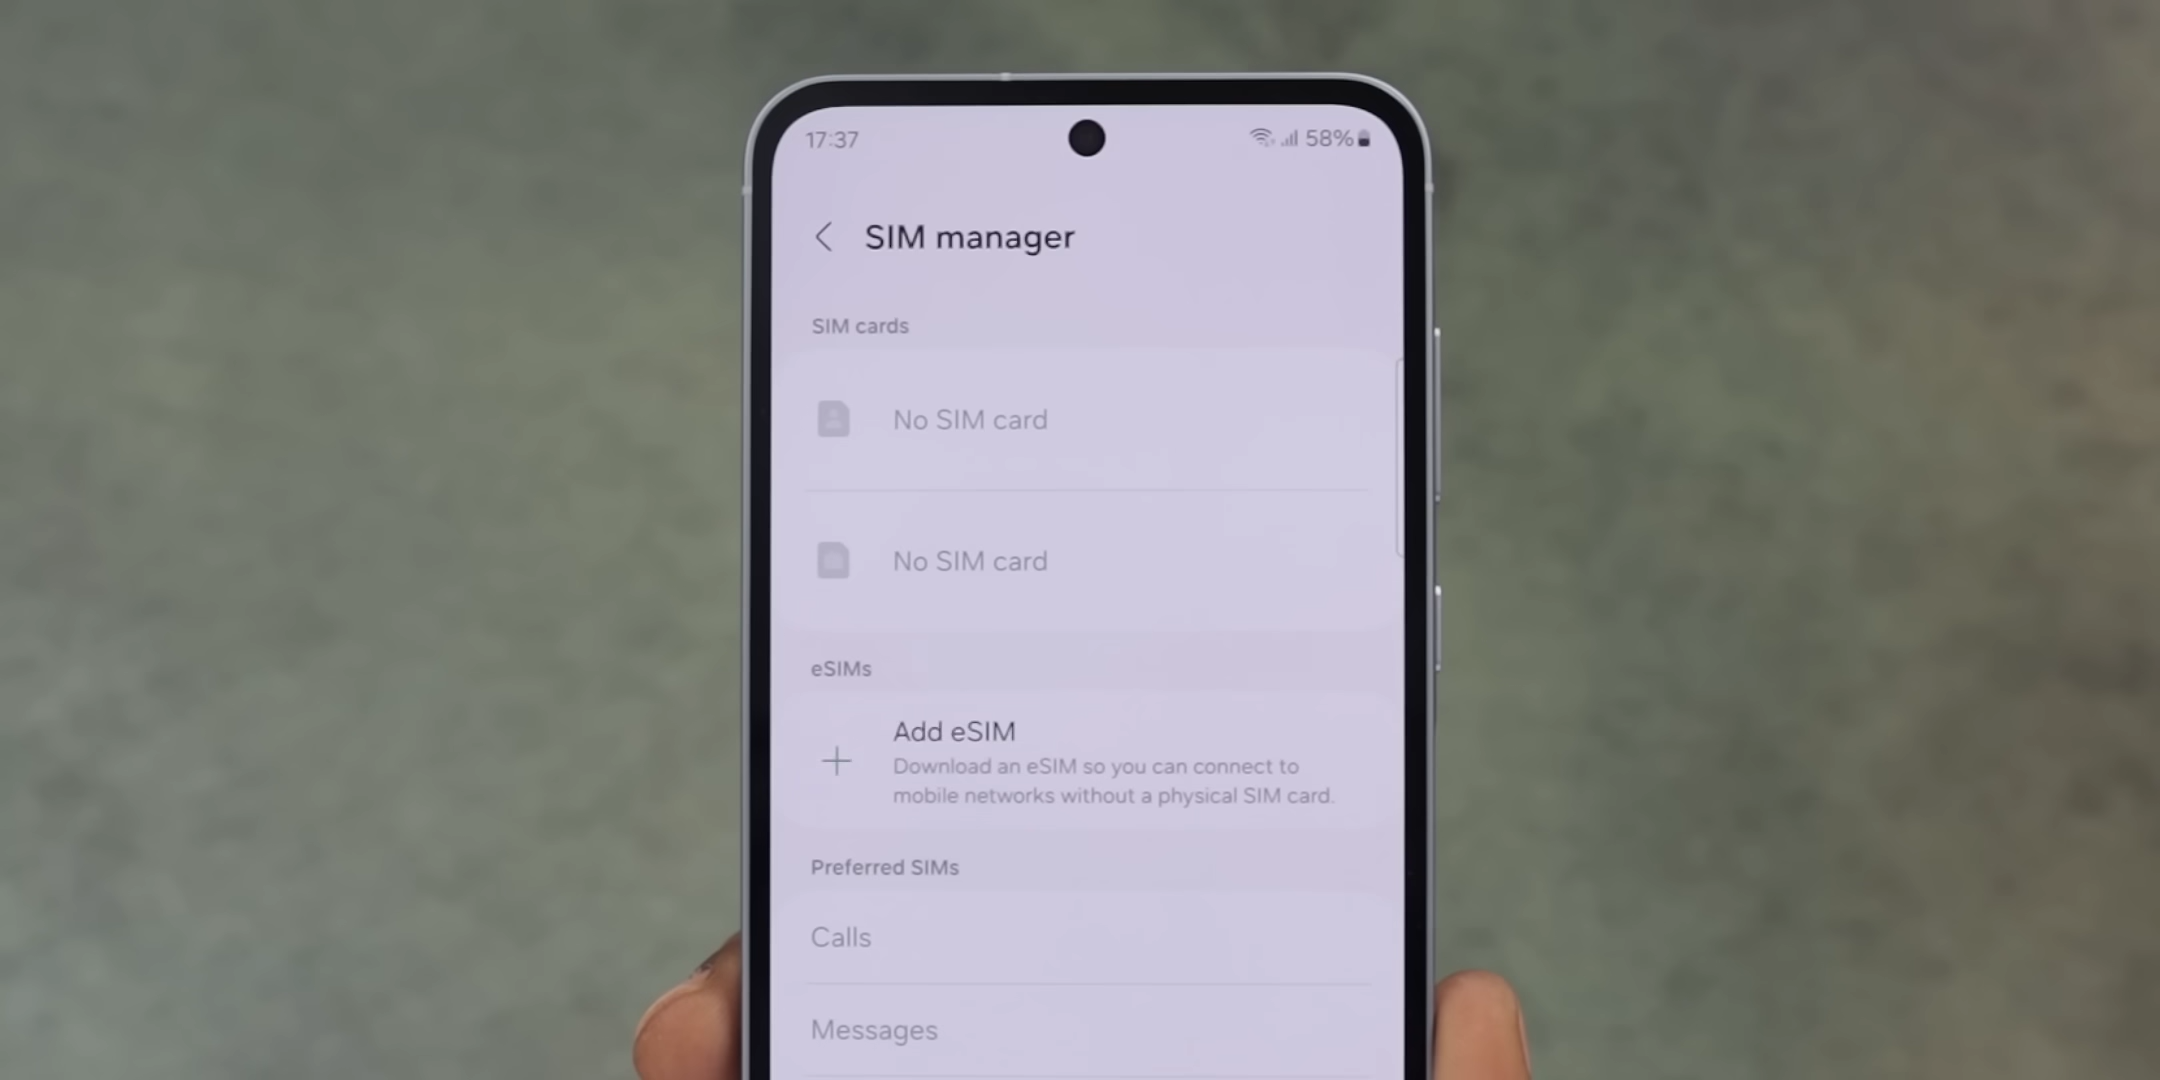 17:37
58%
SIM manager
SIM cards
No SIM card
No SIM card
eSIMs
Add eSIM
Download an eSIM so you can connect to
mobile networks without a physical SIM card.
Preferred SIMs
Calls
Messages